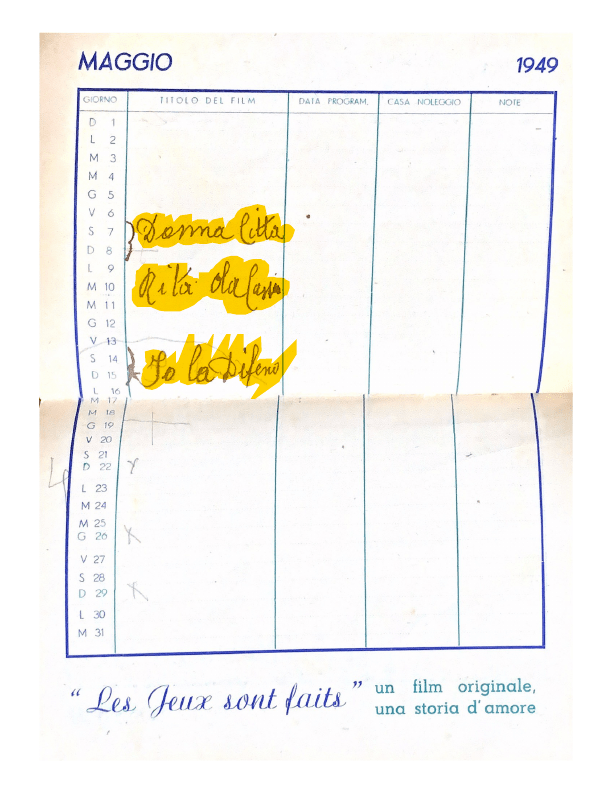 MAGGIO 1949
GIORNO TITOLO DEL FILM DATA PROGRAM. CASA NOLEGGIO NOTE
D 1
L 2
M 3
M 4
G 5
V 6
S 7 Donna Città
D 8
L 9
M 10 Rita da Cassia
M 11
G 12
V 13
S 14
D 15 Io la Difeno
L 16
M 17
M 18
G 19
V 20
S 21
D 22
L 23
M 24
M 25
G 26
V 27
S 28
D 29
L 30
M 31
“ Les Jeux sont faits ” un film originale,
una storia d'amore